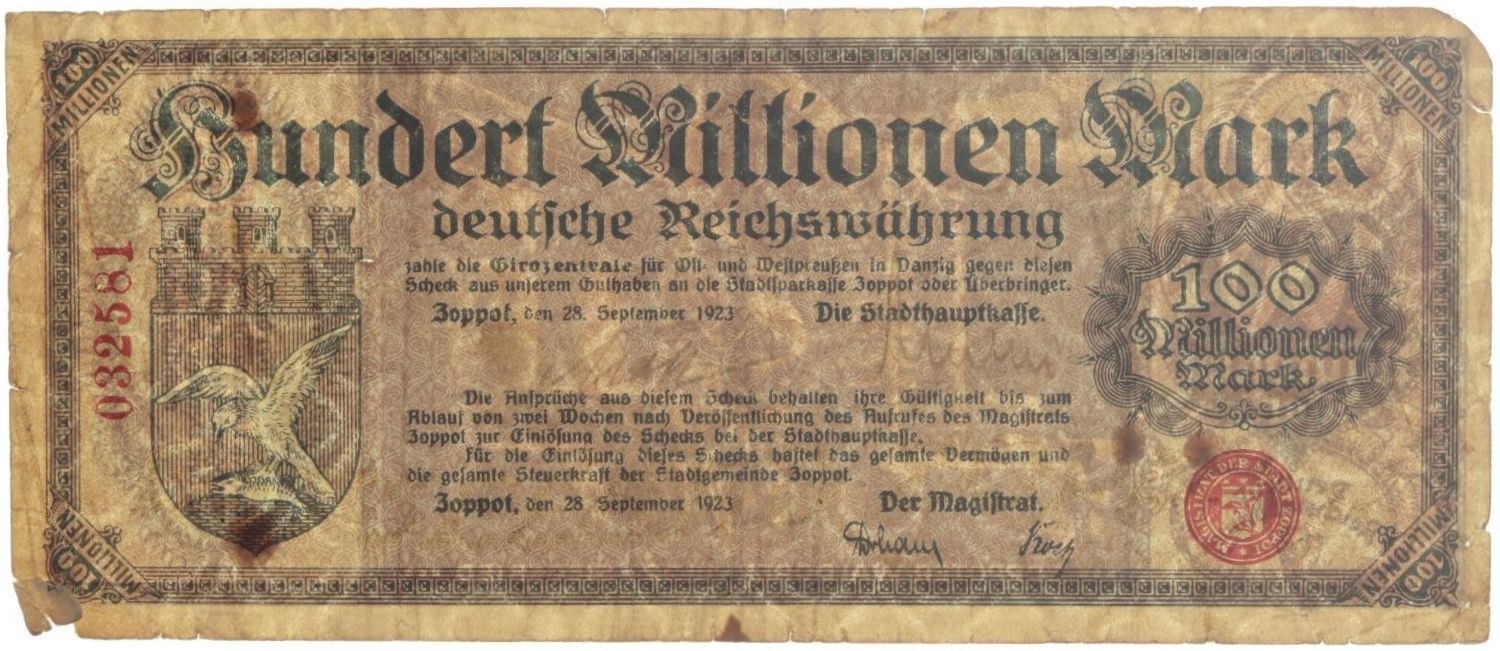 100 MILLIONEN
100 MILLIONEN
Hundert Millionen Mark
deutſche Reichswährung
zahle die Girozentrale für Oſt- und Weſtpreußen in Danzig gegen dieſen
Scheck aus unſerem Guthaben an die Stadtſparkaſſe Zoppot oder Überbringer.
Zoppot, den 28. September 1923 Die Stadthauptkaſſe.
0325581
100
Millionen
Mark
Die Anſprüche aus dieſem Scheck behalten ihre Gültigkeit bis zum
Ablauf von zwei Wochen nach Veröffentlichung des Aufrufes des Magiſtrats
Zoppot zur Einlöſung des Schecks bei der Stadthauptkaſſe.
Für die Einlöſung dieſes Schecks haftet das geſamte Vermögen und
die geſamte Steuerkraft der Stadtgemeinde Zoppot.
Zoppot, den 28 September 1923 Der Magiſtrat.
MAGISTRAT DER STADT ZOPPOT
100 MILLIONEN
100 MILLIONEN